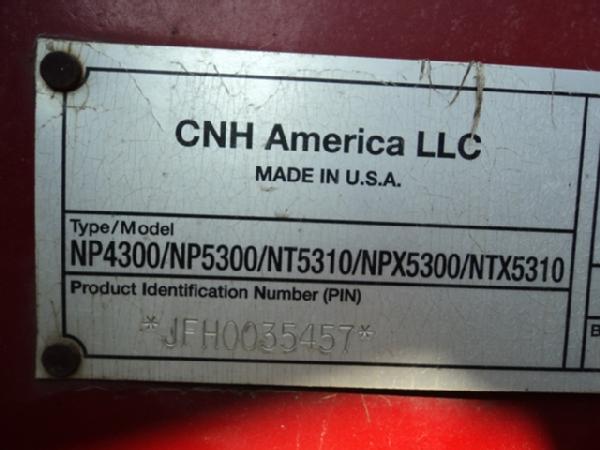 CNH America LLC
MADE IN U.S.A.
Type/Model
NP4300/NP5300/NT5310/NPX5300/NTX5310
Product Identification Number (PIN)
*JFH0035457*
B